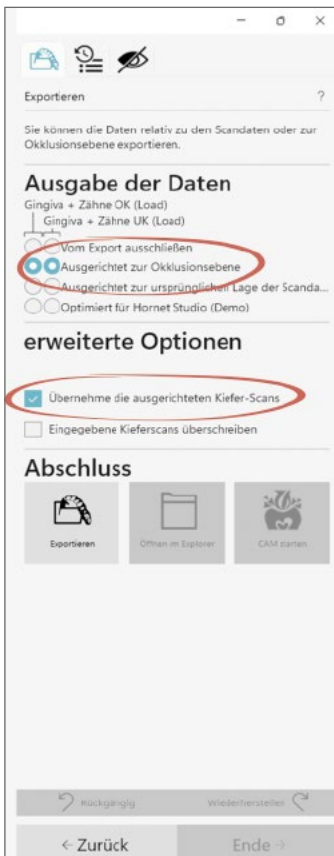 Exportieren ?
Sie können die Daten relativ zu den Scandaten oder zur
Okklusionsebene exportieren.
Ausgabe der Daten
Gingiva + Zähne OK (Load)
Gingiva + Zähne UK (Load)
Vom Export ausschließen
Ausgerichtet zur Okklusionsebene
Ausgerichtet zur ursprünglichen Lage der Scanda...
Optimiert für Hornet Studio (Demo)
erweiterte Optionen
Übernehme die ausgerichteten Kiefer-Scans
Eingegebene Kieferscans überschreiben
Abschluss
Exportieren
Öffnen im Explorer
CAM starten
Rückgängig
Wiederherstellen
← Zurück
Ende →